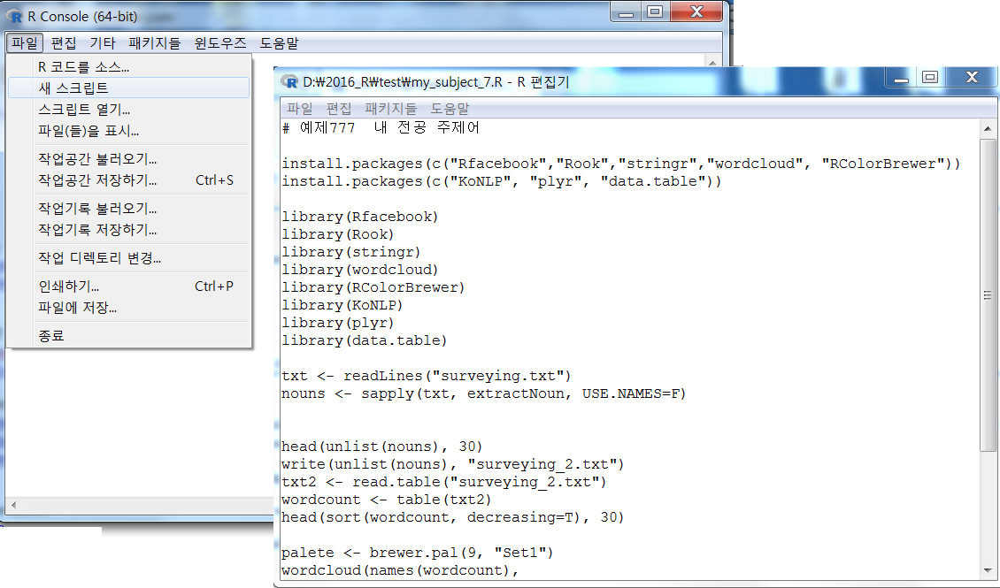 R Console (64-bit)
파일 편집 기타 패키지들 윈도우즈 도움말
R 코드를 소스...
새 스크립트
스크립트 열기...
파일(들)을 표시...
작업공간 불러오기...
작업공간 저장하기... Ctrl+S
작업기록 불러오기...
작업기록 저장하기...
작업 디렉토리 변경...
인쇄하기... Ctrl+P
파일에 저장...
종료
D:₩2016_R₩test₩my_subject_7.R - R 편집기
파일 편집 패키지들 도움말
# 예제777 내 전공 주제어
install.packages(c("Rfacebook","Rook","stringr","wordcloud", "RColorBrewer"))
install.packages(c("KoNLP", "plyr", "data.table"))
library(Rfacebook)
library(Rook)
library(stringr)
library(wordcloud)
library(RColorBrewer)
library(KoNLP)
library(plyr)
library(data.table)
txt <- readLines("surveying.txt")
nouns <- sapply(txt, extractNoun, USE.NAMES=F)
head(unlist(nouns), 30)
write(unlist(nouns), "surveying_2.txt")
txt2 <- read.table("surveying_2.txt")
wordcount <- table(txt2)
head(sort(wordcount, decreasing=T), 30)
palete <- brewer.pal(9, "Set1")
wordcloud(names(wordcount),